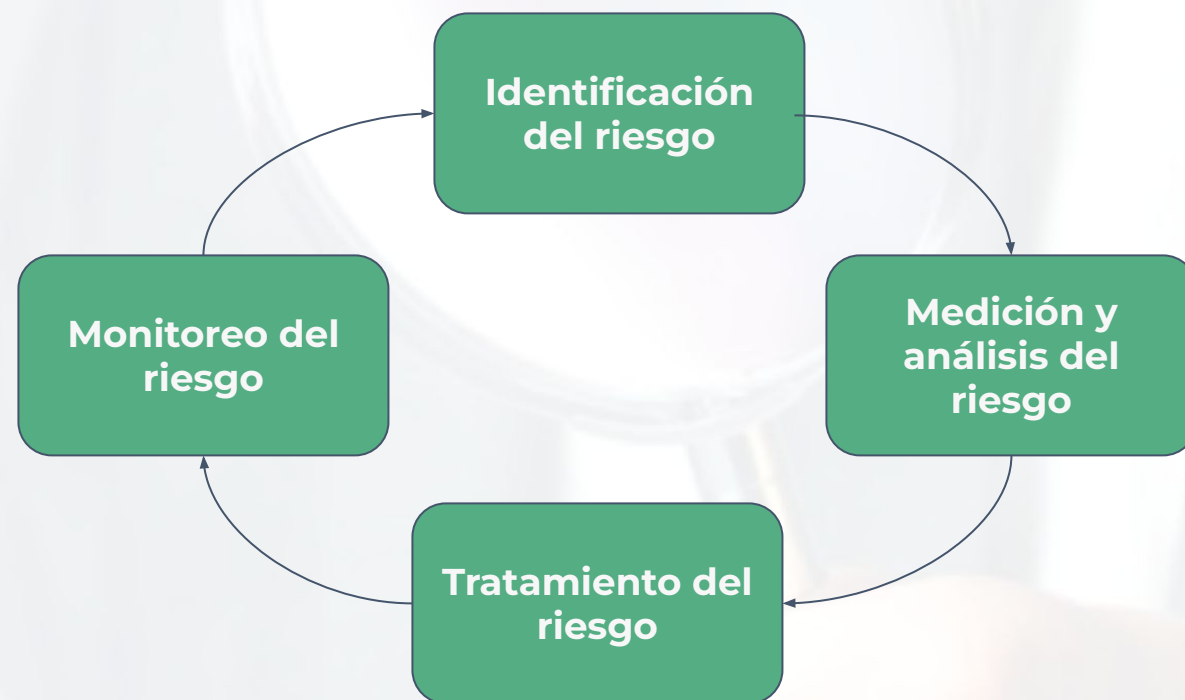 Identificación
del riesgo
Medición y
análisis del
riesgo
Tratamiento del
riesgo
Monitoreo del
riesgo